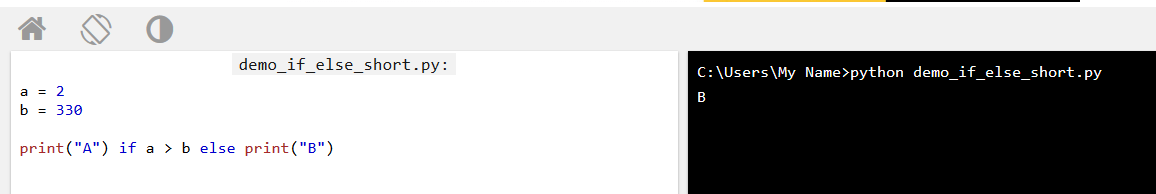 demo_if_else_short.py:
a = 2
b = 330
print("A") if a > b else print("B")
C:\Users\My Name>python demo_if_else_short.py
B